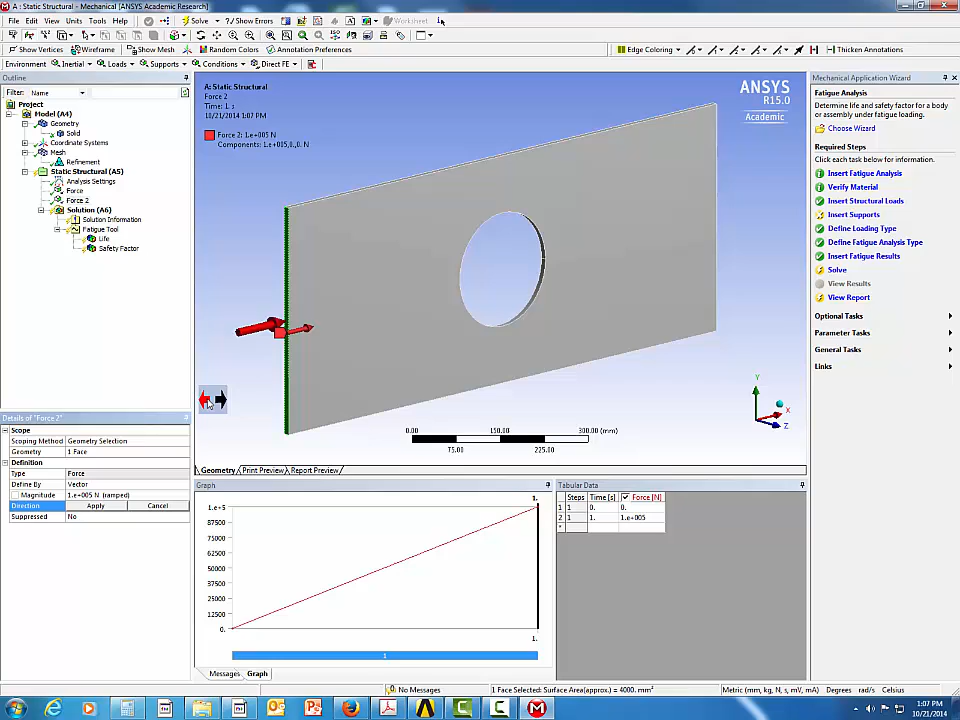 A : Static Structural - Mechanical [ANSYS Academic Research]
File Edit View Units Tools Help Solve Show Errors Worksheet
Show Vertices Wireframe Show Mesh Random Colors Annotation Preferences Edge Coloring Thicken Annotations
Environment Inertial Loads Supports Conditions Direct FE
Outline
Filter: Name
Project
Model (A4)
Geometry
Solid
Coordinate Systems
Mesh
Refinement
Static Structural (A5)
Analysis Settings
Force
Force 2
Solution (A6)
Solution Information
Fatigue Tool
Life
Safety Factor
Details of "Force 2"
Scope
Scoping Method Geometry Selection
Geometry 1 Face
Definition
Type Force
Define By Vector
Magnitude 1.e+005 N (ramped)
Direction Apply Cancel
Suppressed No
A: Static Structural
Force 2
Time: 1. s
10/21/2014 1:07 PM
Force 2: 1.e+005 N
Components: 1.e+005,0.,0. N
ANSYS
R15.0
Academic
0.00 150.00 300.00 (mm)
75.00 225.00
Y
X
Z
Geometry Print Preview Report Preview
Graph
1.
1.e+5
87500
75000
62500
50000
37500
25000
12500
0.
1.
1
Messages Graph
Tabular Data
Steps Time [s] Force [N]
1 1 0. 0.
2 1 1. 1.e+005
*
Mechanical Application Wizard
Fatigue Analysis
Determine life and safety factor for a body
or assembly under fatigue loading.
Choose Wizard
Required Steps
Click each task below for information.
Insert Fatigue Analysis
Verify Material
Insert Structural Loads
Insert Supports
Define Loading Type
Define Fatigue Analysis Type
Insert Fatigue Results
Solve
View Results
View Report
Optional Tasks
Parameter Tasks
General Tasks
Links
No Messages 1 Face Selected: Surface Area(approx.) = 4000. mm² Metric (mm, kg, N, s, mV, mA) Degrees rad/s Celsius
1:07 PM
10/21/2014